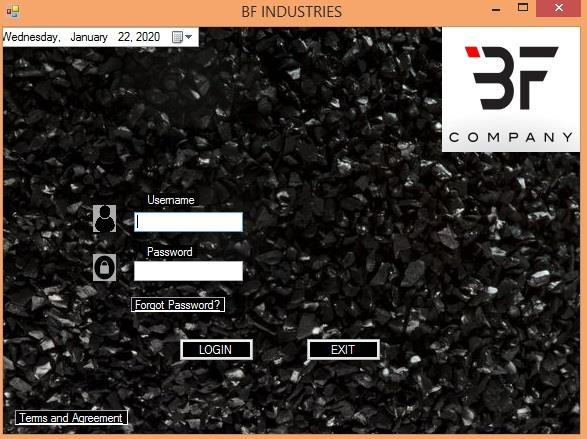 BF INDUSTRIES
Wednesday, January 22, 2020
BF
COMPANY
Username
Password
Forgot Password?
LOGIN
EXIT
Terms and Agreement